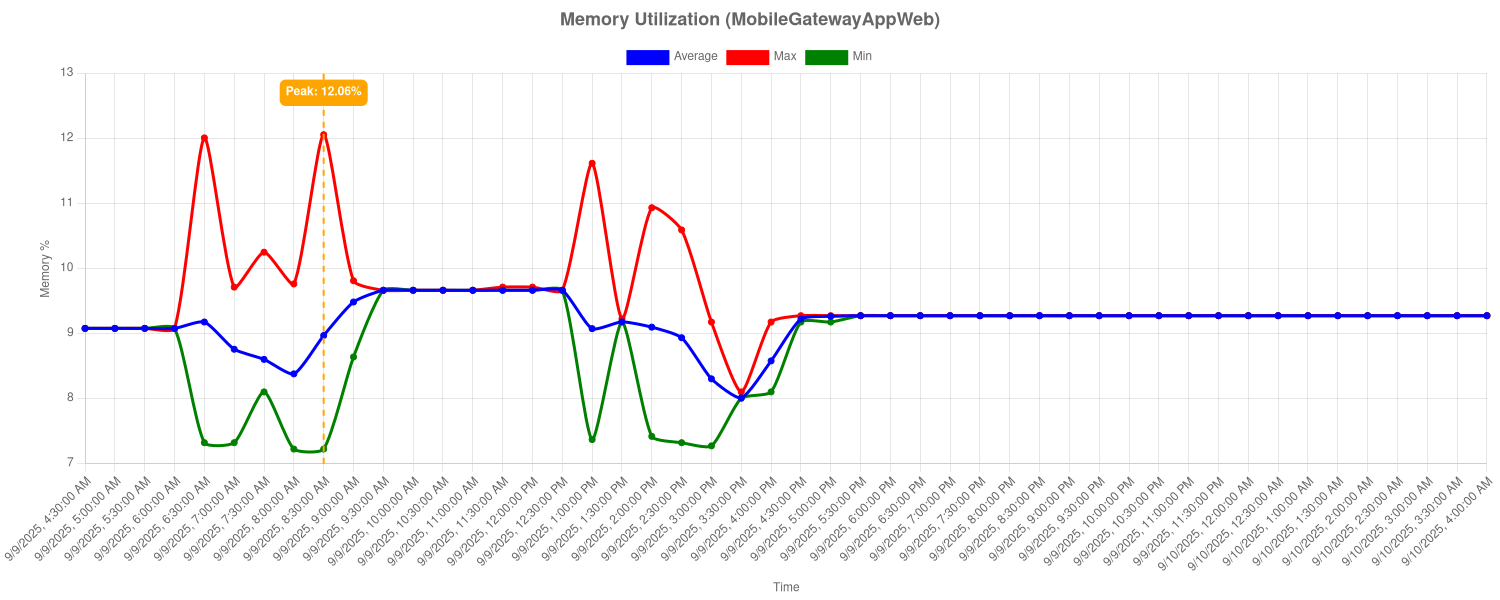 Memory Utilization (MobileGatewayAppWeb)
Average Max Min
Peak: 12.06%
13
12
11
10
9
8
7
Memory %
9/9/2025, 4:30:00 AM
9/9/2025, 5:00:00 AM
9/9/2025, 5:30:00 AM
9/9/2025, 6:00:00 AM
9/9/2025, 6:30:00 AM
9/9/2025, 7:00:00 AM
9/9/2025, 7:30:00 AM
9/9/2025, 8:00:00 AM
9/9/2025, 8:30:00 AM
9/9/2025, 9:00:00 AM
9/9/2025, 9:30:00 AM
9/9/2025, 10:00:00 AM
9/9/2025, 10:30:00 AM
9/9/2025, 11:00:00 AM
9/9/2025, 11:30:00 AM
9/9/2025, 12:00:00 PM
9/9/2025, 12:30:00 PM
9/9/2025, 1:00:00 PM
9/9/2025, 1:30:00 PM
9/9/2025, 2:00:00 PM
9/9/2025, 2:30:00 PM
9/9/2025, 3:00:00 PM
9/9/2025, 3:30:00 PM
9/9/2025, 4:00:00 PM
9/9/2025, 4:30:00 PM
9/9/2025, 5:00:00 PM
9/9/2025, 5:30:00 PM
9/9/2025, 6:00:00 PM
9/9/2025, 6:30:00 PM
9/9/2025, 7:00:00 PM
9/9/2025, 7:30:00 PM
9/9/2025, 8:00:00 PM
9/9/2025, 8:30:00 PM
9/9/2025, 9:00:00 PM
9/9/2025, 9:30:00 PM
9/9/2025, 10:00:00 PM
9/9/2025, 10:30:00 PM
9/9/2025, 11:00:00 PM
9/9/2025, 11:30:00 PM
9/10/2025, 12:00:00 AM
9/10/2025, 12:30:00 AM
9/10/2025, 1:00:00 AM
9/10/2025, 1:30:00 AM
9/10/2025, 2:00:00 AM
9/10/2025, 2:30:00 AM
9/10/2025, 3:00:00 AM
9/10/2025, 3:30:00 AM
9/10/2025, 4:00:00 AM
Time